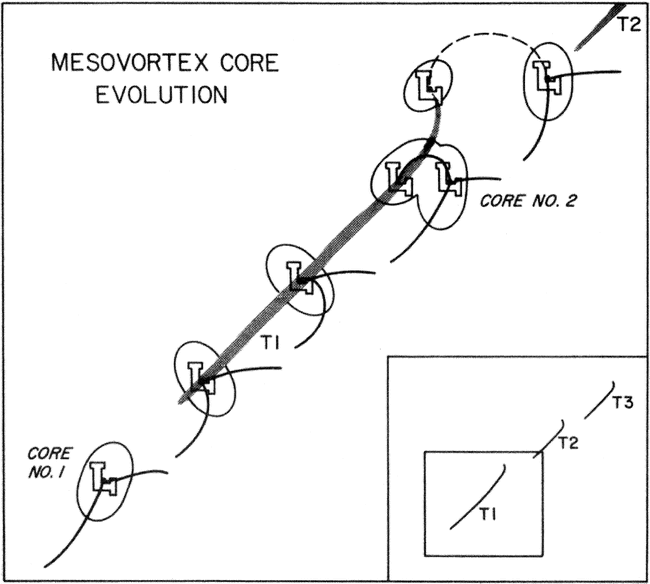 MESOVORTEX CORE
EVOLUTION
T2
L
L
L
L
CORE NO. 2
L
T1
L
CORE
NO. 1
L
T3
T2
T1